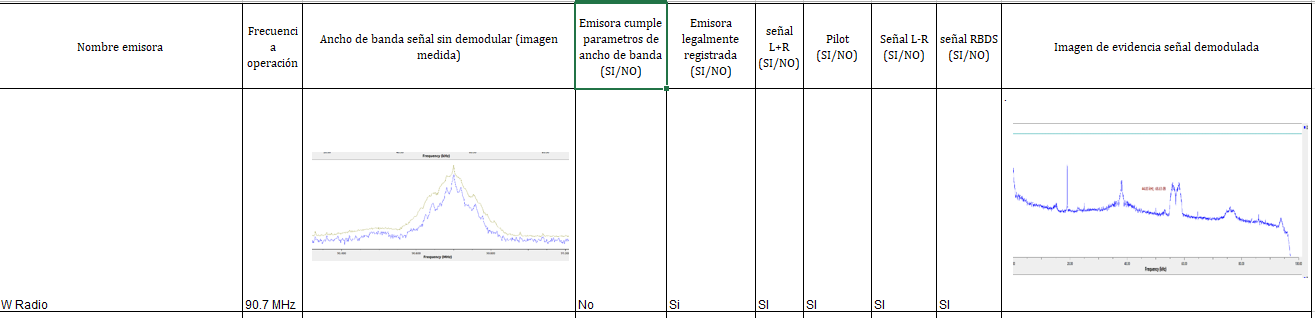 Nombre emisora
Frecuenci
a
operación
Ancho de banda señal sin demodular (imagen
medida)
Emisora cumple
parametros de
ancho de banda
(SI/NO)
Emisora
legalmente
registrada
(SI/NO)
señal
L+R
(SI/NO)
Pilot
(SI/NO)
Señal L-R
(SI/NO)
señal RBDS
(SI/NO)
Imagen de evidencia señal demodulada
Frequency (MHz)
Frequency (MHz)
Frequency (kHz)
W Radio
90.7 MHz
No
Si
SI
SI
SI
SI